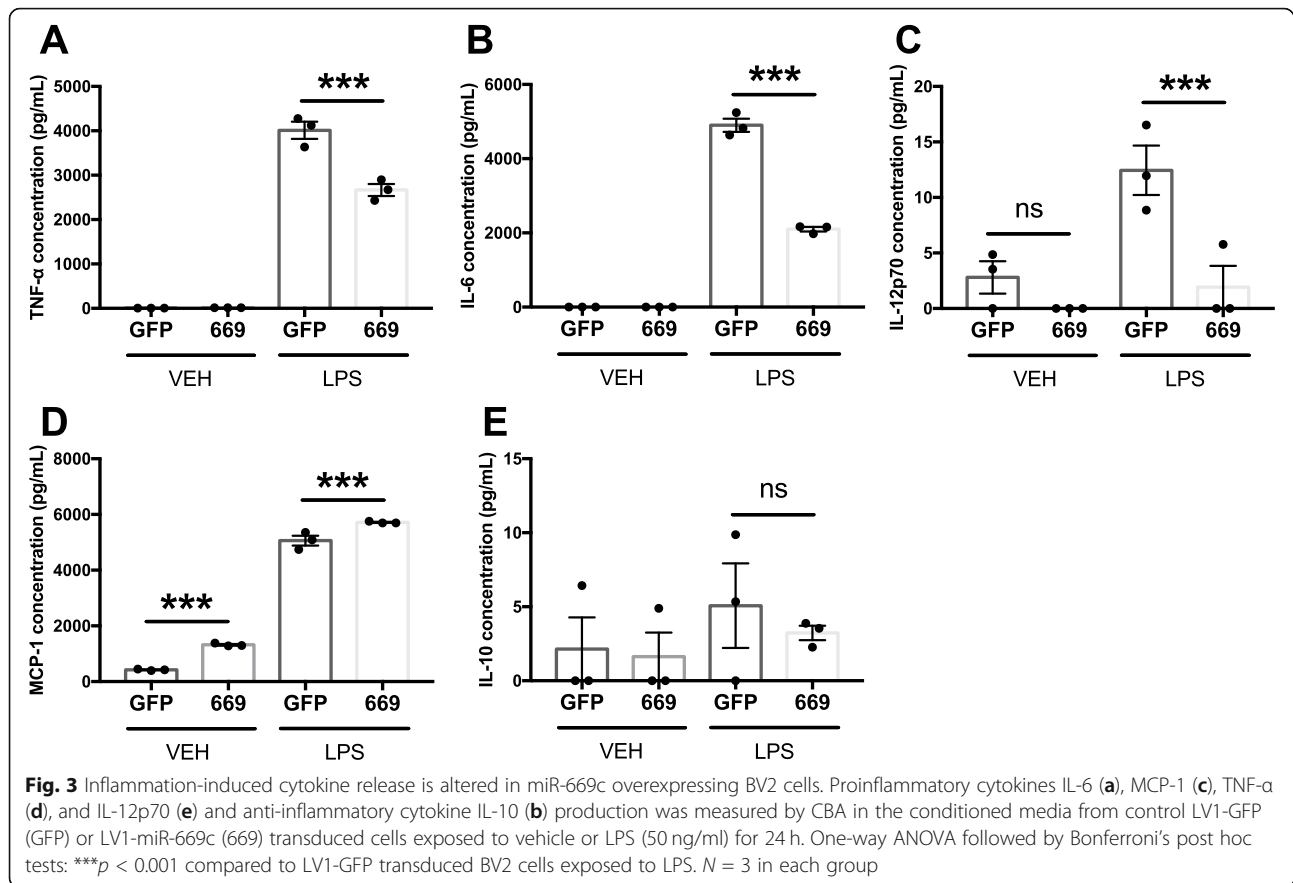 A
TNF-α concentration (pg/mL)
5000
4000
3000
2000
1000
0
***
GFP 669 GFP 669
VEH LPS
B
IL-6 concentration (pg/mL)
6000
4000
2000
0
***
GFP 669 GFP 669
VEH LPS
C
IL-12p70 concentration (pg/mL)
20
15
10
5
0
ns
***
GFP 669 GFP 669
VEH LPS
D
MCP-1 concentration (pg/mL)
8000
6000
4000
2000
0
***
***
GFP 669 GFP 669
VEH LPS
E
IL-10 concentration (pg/mL)
15
10
5
0
ns
GFP 669 GFP 669
VEH LPS
Fig. 3 Inflammation-induced cytokine release is altered in miR-669c overexpressing BV2 cells. Proinflammatory cytokines IL-6 (a), MCP-1 (c), TNF-α
(d), and IL-12p70 (e) and anti-inflammatory cytokine IL-10 (b) production was measured by CBA in the conditioned media from control LV1-GFP
(GFP) or LV1-miR-669c (669) transduced cells exposed to vehicle or LPS (50 ng/ml) for 24 h. One-way ANOVA followed by Bonferroni's post hoc
tests: ***p < 0.001 compared to LV1-GFP transduced BV2 cells exposed to LPS. N = 3 in each group